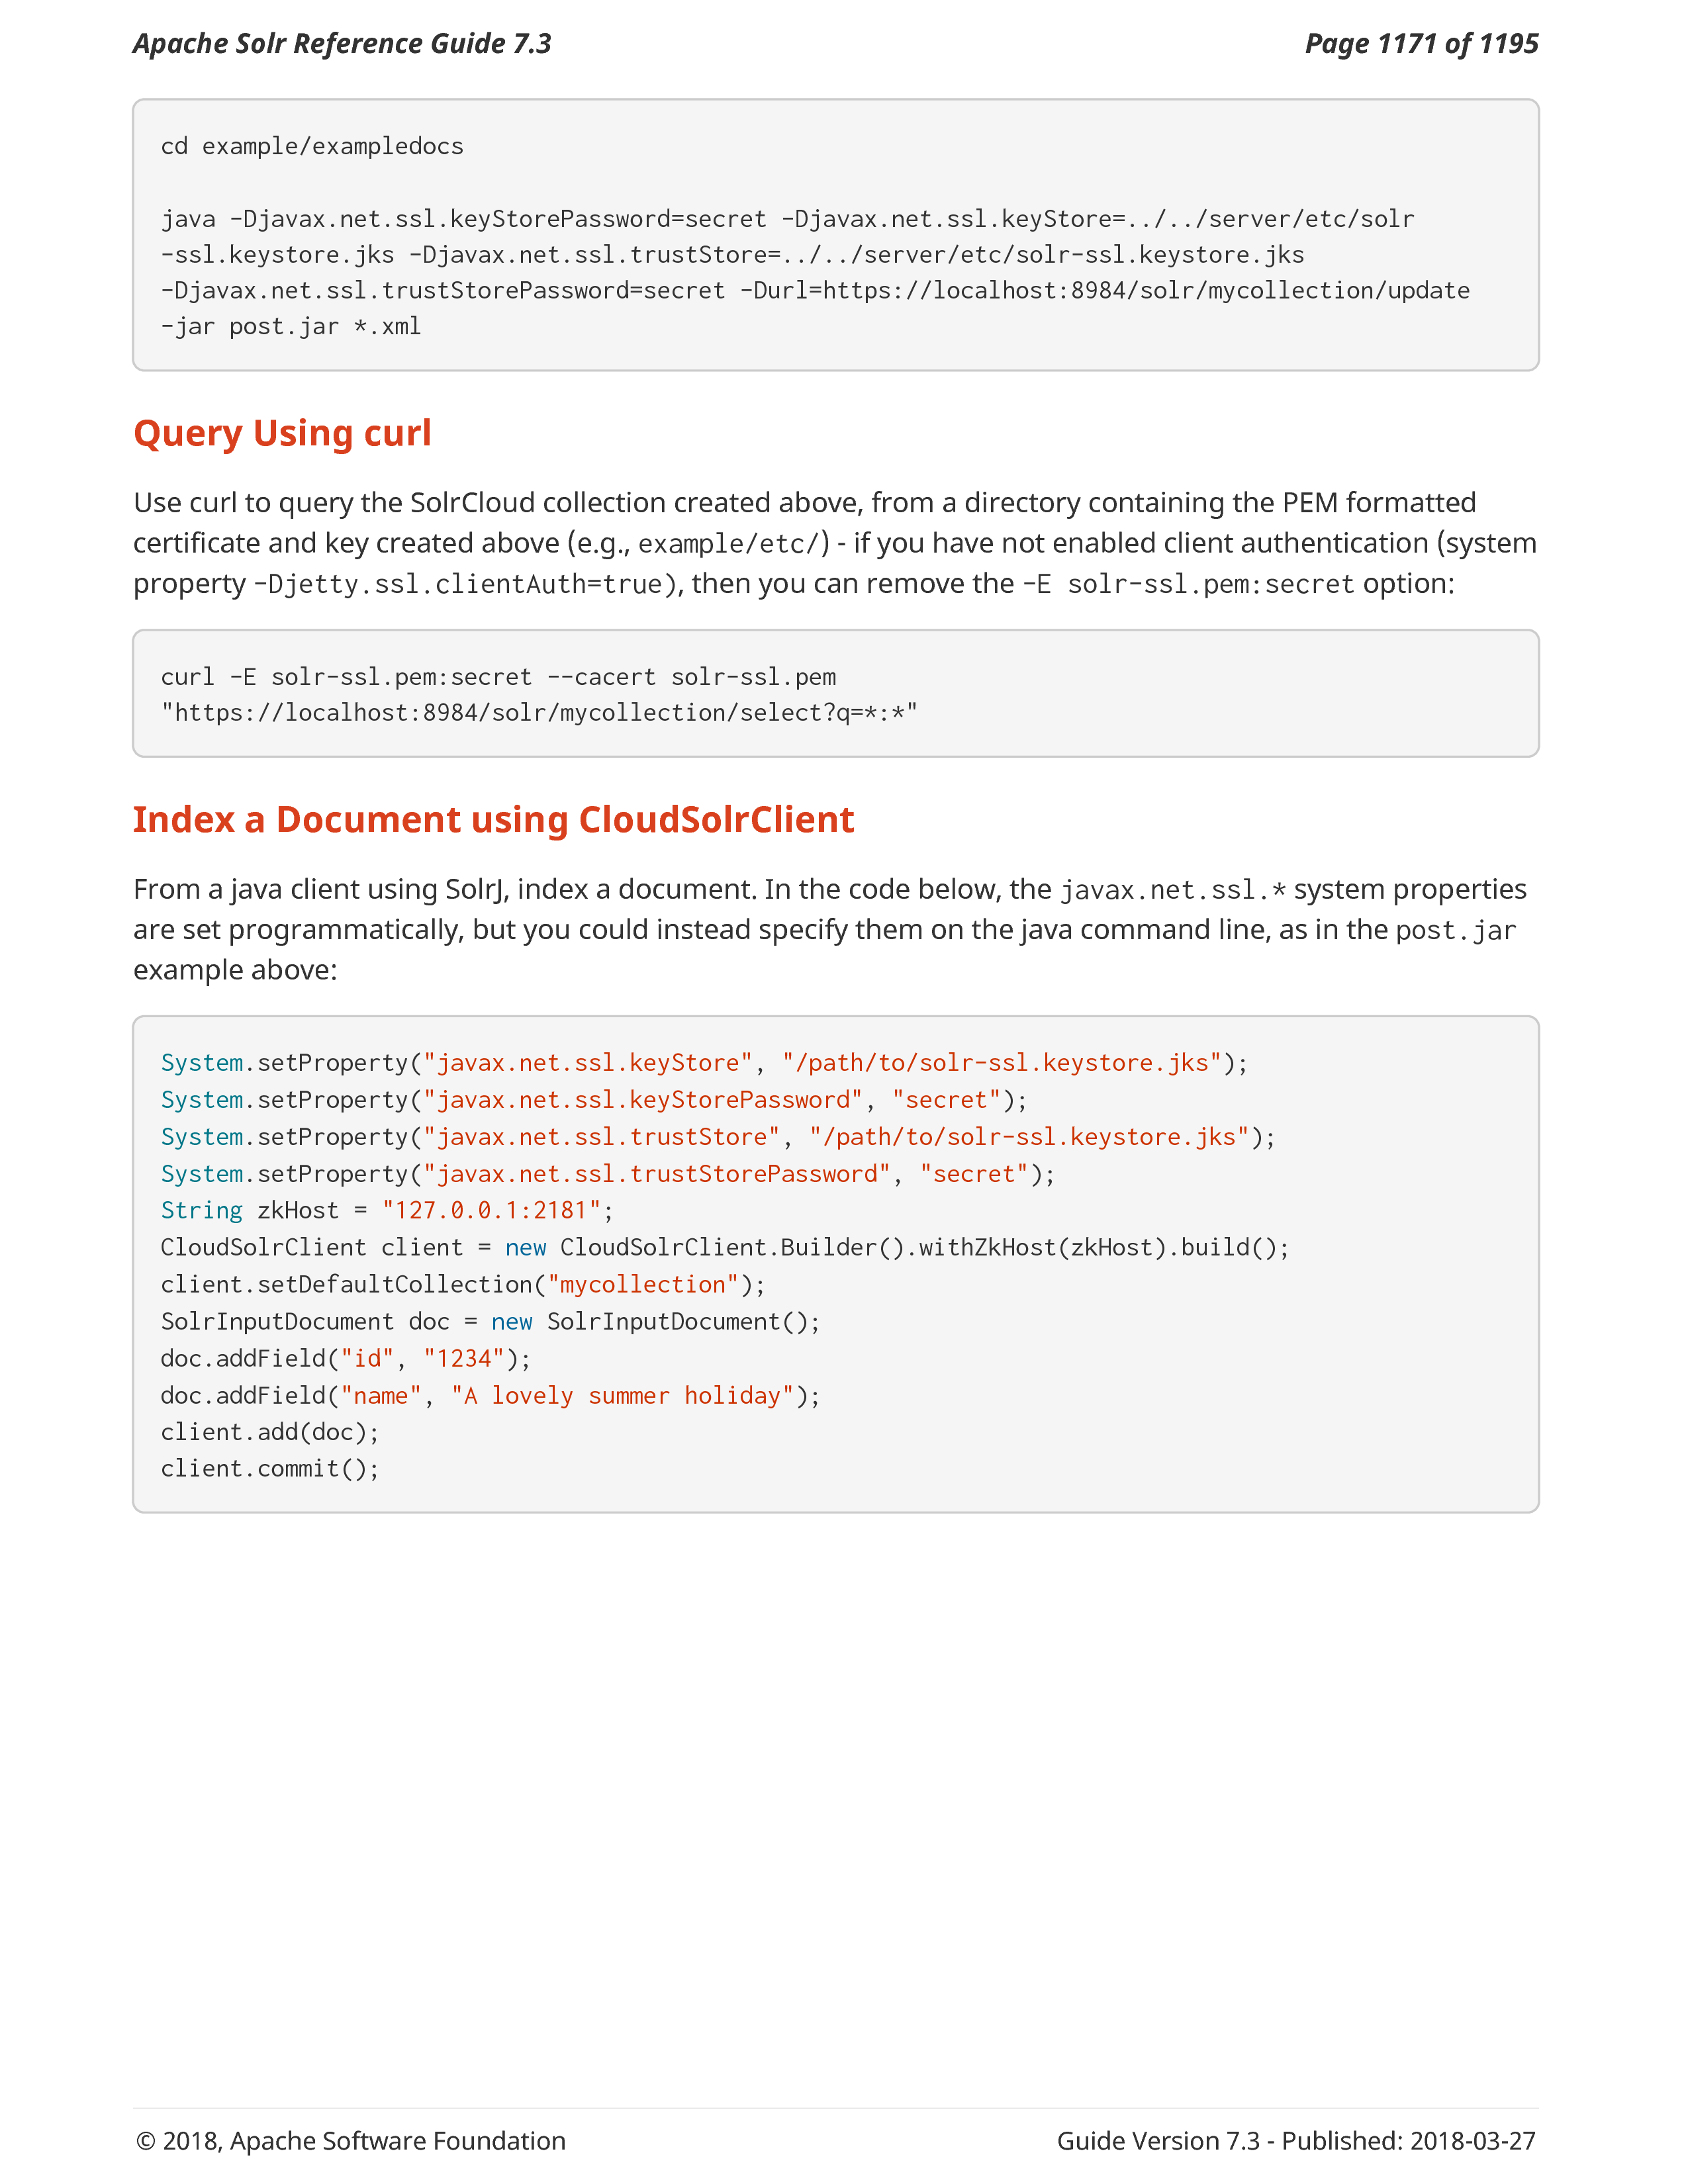 Apache Solr Reference Guide 7.3 Page 1171 of 1195
cd example/exampledocs
java -Djavax.net.ssl.keyStorePassword=secret -Djavax.net.ssl.keyStore=../../server/etc/solr
-ssl.keystore.jks -Djavax.net.ssl.trustStore=../../server/etc/solr-ssl.keystore.jks
-Djavax.net.ssl.trustStorePassword=secret -Durl=https://localhost:8984/solr/mycollection/update
-jar post.jar *.xml
Query Using curl
Use curl to query the SolrCloud collection created above, from a directory containing the PEM formatted
certificate and key created above (e.g., example/etc/) - if you have not enabled client authentication (system
property -Djetty.ssl.clientAuth=true), then you can remove the -E solr-ssl.pem:secret option:
curl -E solr-ssl.pem:secret --cacert solr-ssl.pem
"https://localhost:8984/solr/mycollection/select?q=*:*"
Index a Document using CloudSolrClient
From a java client using SolrJ, index a document. In the code below, the javax.net.ssl.* system properties
are set programmatically, but you could instead specify them on the java command line, as in the post.jar
example above:
System.setProperty("javax.net.ssl.keyStore", "/path/to/solr-ssl.keystore.jks");
System.setProperty("javax.net.ssl.keyStorePassword", "secret");
System.setProperty("javax.net.ssl.trustStore", "/path/to/solr-ssl.keystore.jks");
System.setProperty("javax.net.ssl.trustStorePassword", "secret");
String zkHost = "127.0.0.1:2181";
CloudSolrClient client = new CloudSolrClient.Builder().withZkHost(zkHost).build();
client.setDefaultCollection("mycollection");
SolrInputDocument doc = new SolrInputDocument();
doc.addField("id", "1234");
doc.addField("name", "A lovely summer holiday");
client.add(doc);
client.commit();
© 2018, Apache Software Foundation Guide Version 7.3 - Published: 2018-03-27